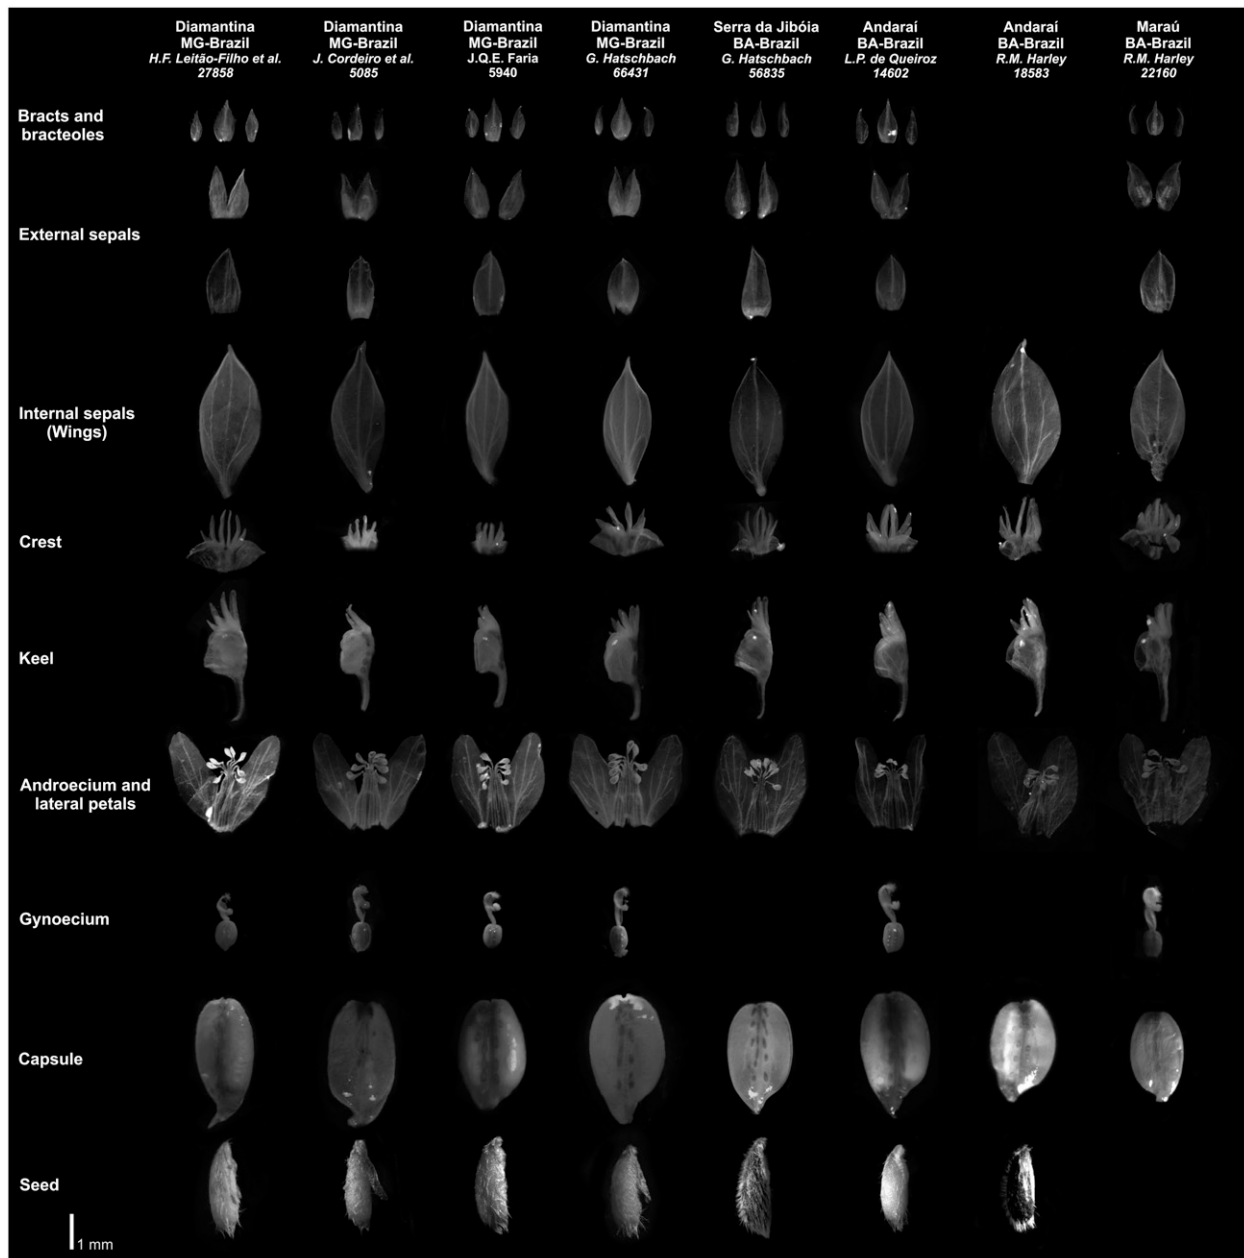 Diamantina
MG-Brazil
H.F. Leitão-Filho et al.
27858
Diamantina
MG-Brazil
J. Cordeiro et al.
5085
Diamantina
MG-Brazil
J.Q.E. Faria
5940
Diamantina
MG-Brazil
G. Hatschbach
66431
Serra da Jibóia
BA-Brazil
G. Hatschbach
56835
Andaraí
BA-Brazil
L.P. de Queiroz
14602
Andaraí
BA-Brazil
R.M. Harley
18583
Maraú
BA-Brazil
R.M. Harley
22160
Bracts and
bracteoles
External sepals
Internal sepals
(Wings)
Crest
Keel
Androecium and
lateral petals
Gynoecium
Capsule
Seed
1 mm